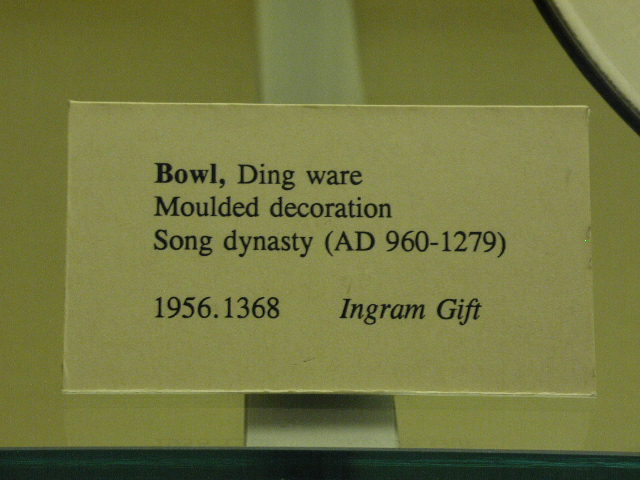 Bowl, Ding ware
Moulded decoration
Song dynasty (AD 960-1279)
1956.1368 Ingram Gift